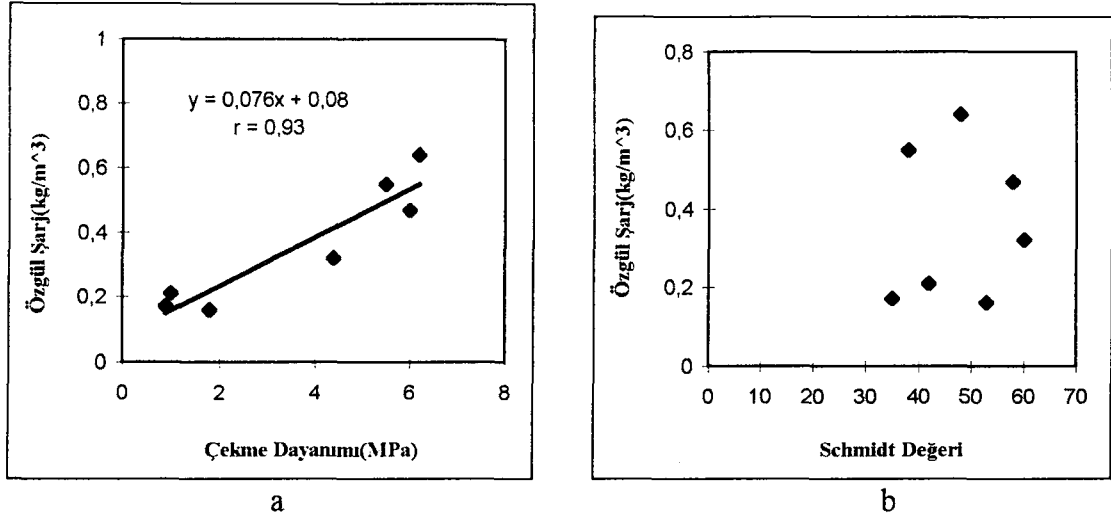 1
0,8
0,6
0,4
0,2
0
0 2 4 6 8
y = 0,076x + 0,08
r = 0,93
Özgül Şarj(kg/m^3)
Çekme Dayanımı(MPa)
a
0,8
0,6
0,4
0,2
0
0 10 20 30 40 50 60 70
Özgül Şarj(kg/m^3)
Schmidt Değeri
b